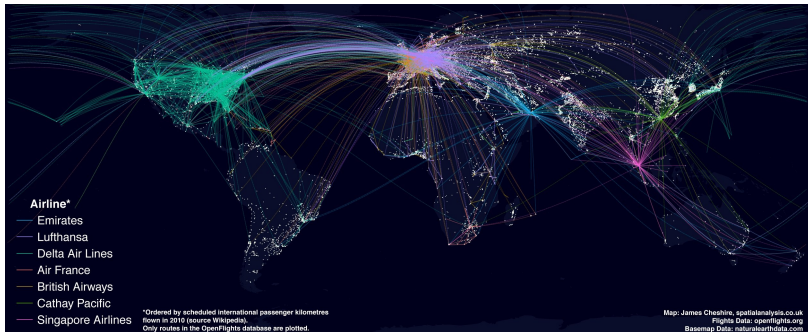 Airline*
Emirates
Lufthansa
Delta Air Lines
Air France
British Airways
Cathay Pacific
Singapore Airlines
*Ordered by scheduled international passenger kilometres
flown in 2010 (source Wikipedia).
Only routes in the OpenFlights database are plotted.
Map: James Cheshire, spatialanalysis.co.uk
Flights Data: openflights.org
Basemap Data: naturalearthdata.com